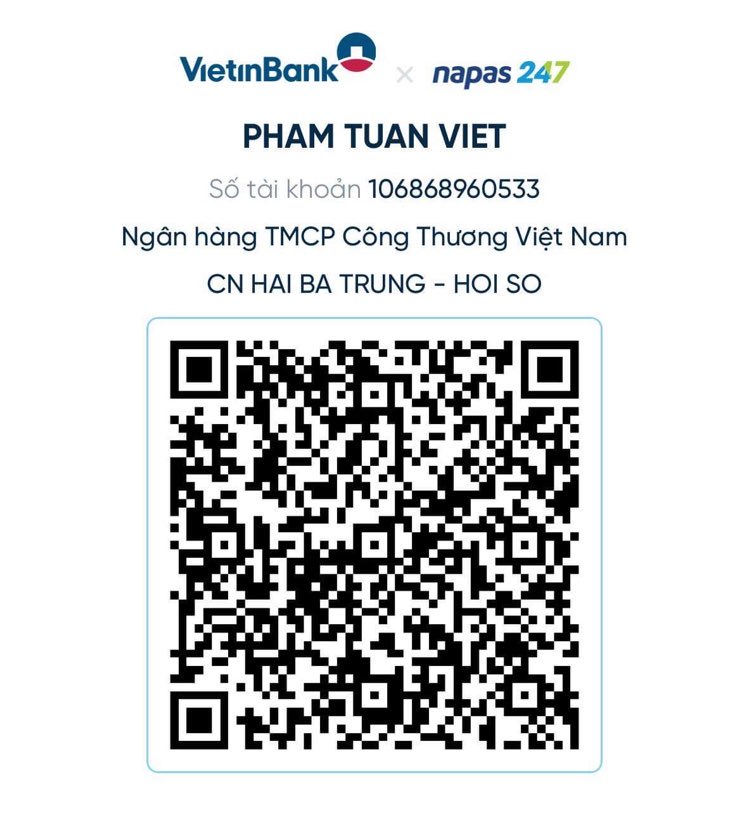 VietinBank × napas 247
PHAM TUAN VIET
Số tài khoản 106868960533
Ngân hàng TMCP Công Thương Việt Nam
CN HAI BA TRUNG - HOI SO